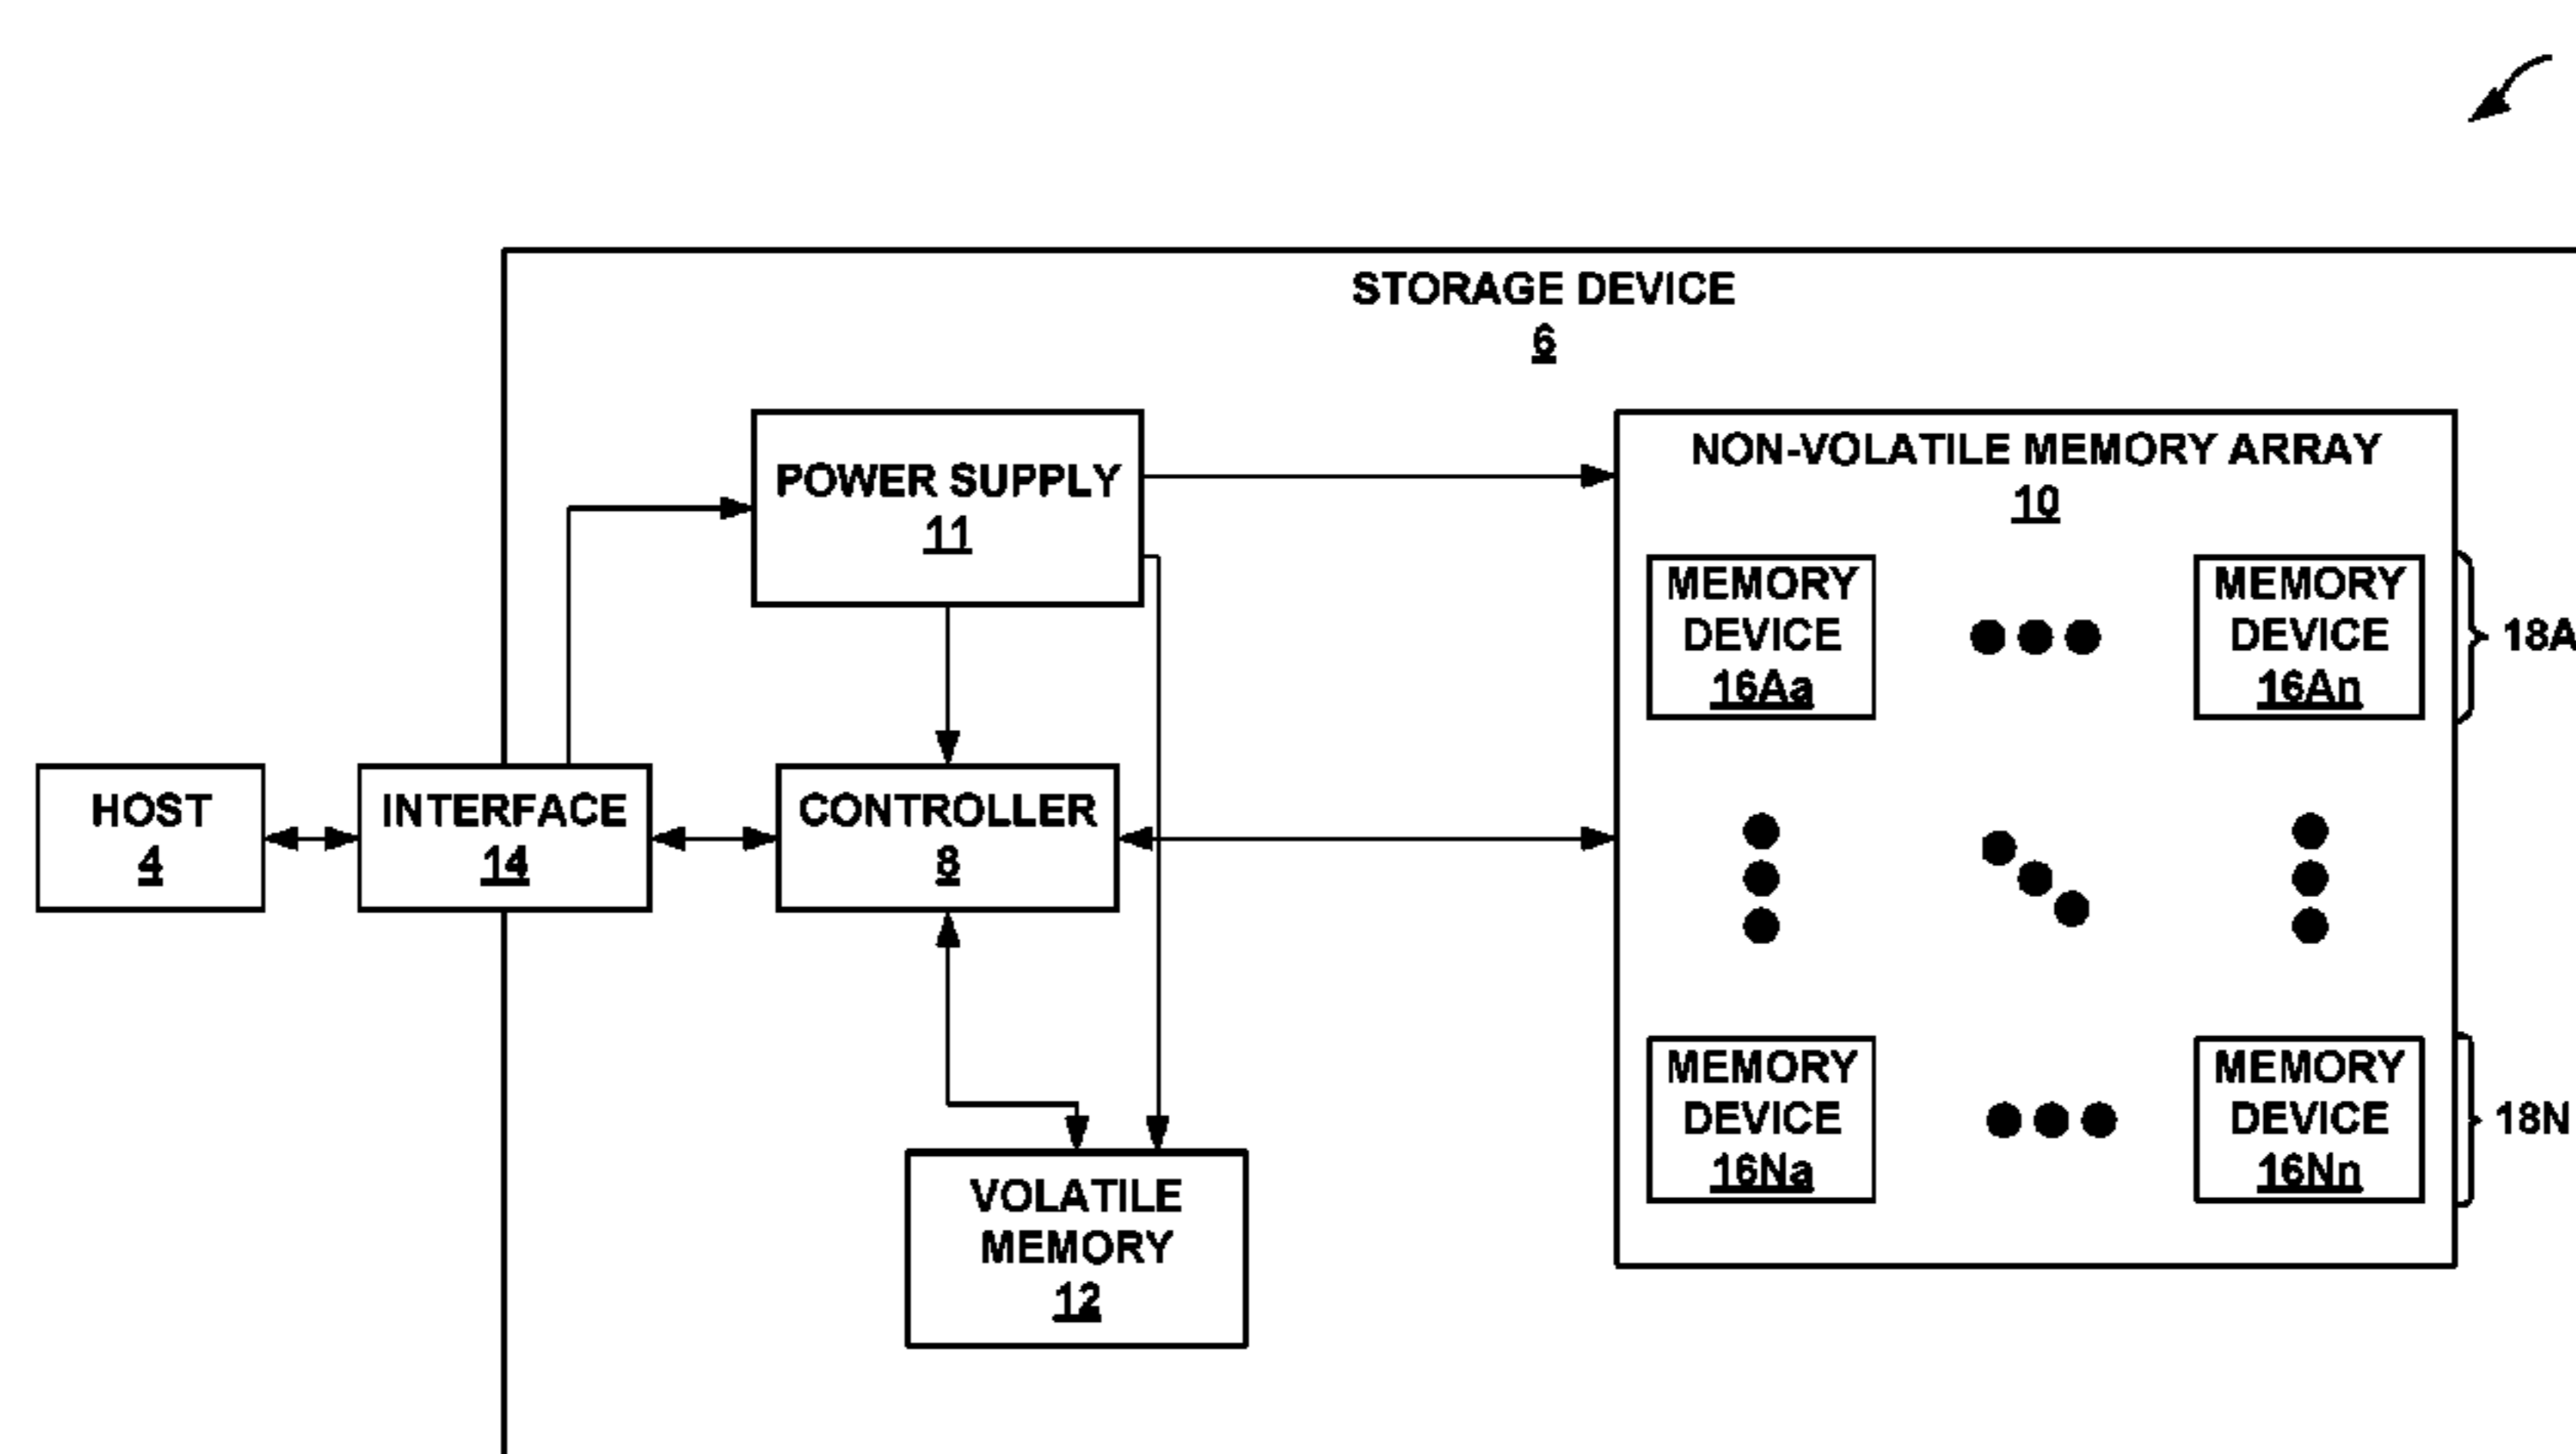 STORAGE DEVICE
6
POWER SUPPLY
11
NON-VOLATILE MEMORY ARRAY
10
MEMORY
DEVICE
16Aa
MEMORY
DEVICE
16An
18A
HOST
4
INTERFACE
14
CONTROLLER
8
MEMORY
DEVICE
16Na
MEMORY
DEVICE
16Nn
18N
VOLATILE
MEMORY
12